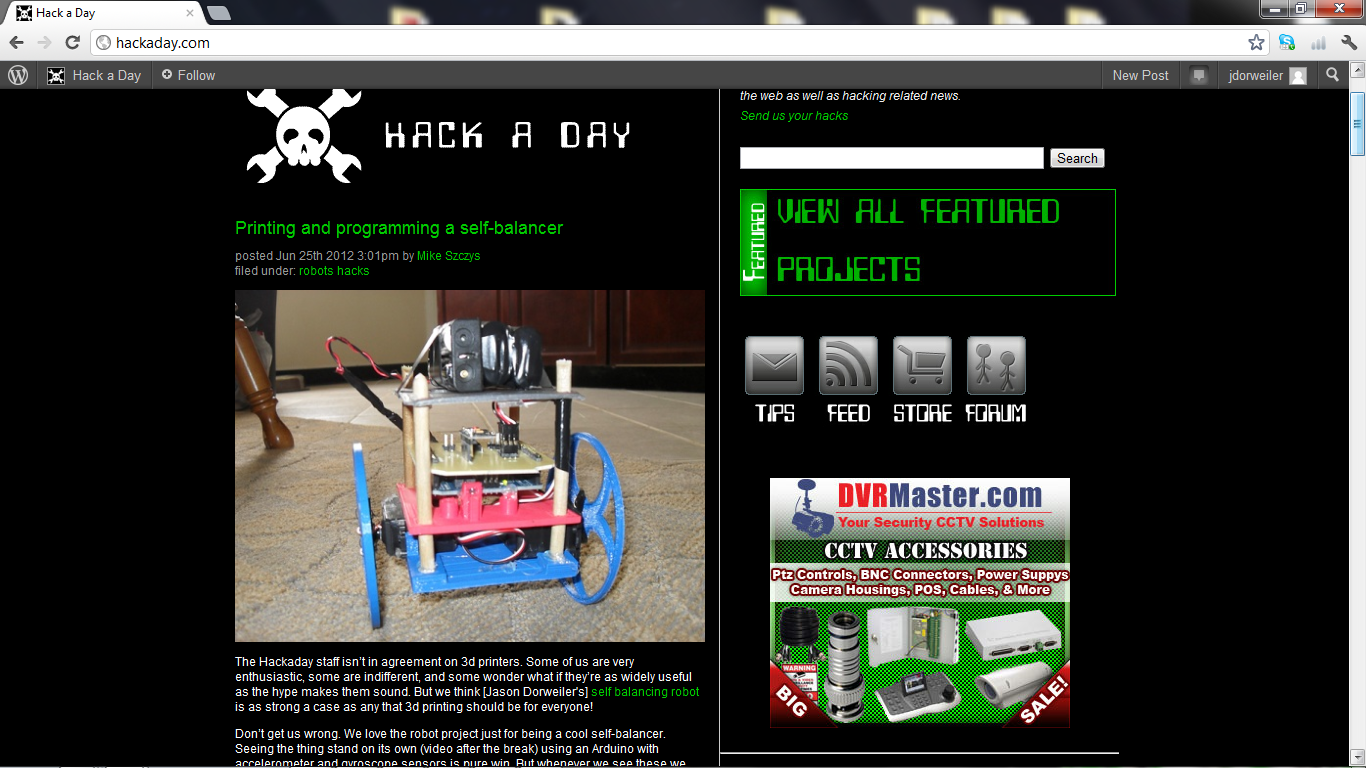 Hack a Day
hackaday.com
Hack a Day
Follow
New Post
jdorweiler
HACK A DAY
Printing and programming a self-balancer
posted Jun 25th 2012 3:01pm by Mike Szczys
filed under: robots hacks
The Hackaday staff isn't in agreement on 3d printers. Some of us are very
enthusiastic, some are indifferent, and some wonder what if they're as widely useful
as the hype makes them sound. But we think [Jason Dorweiler's] self balancing robot
is as strong a case as any that 3d printing should be for everyone!
Don't get us wrong. We love the robot project just for being a cool self-balancer.
Seeing the thing stand on its own (video after the break) using an Arduino with
accelerometer and gyroscope sensors is pure win. But whenever we see these we
the web as well as hacking related news.
Send us your hacks
Search
FEATURED
VIEW ALL FEATURED
PROJECTS
TIPS
FEED
STORE
FORUM
DVRMaster.com
Your Security CCTV Solutions
CCTV ACCESSORIES
Ptz Controls, BNC Connectors, Power Suppys
Camera Housings, POS, Cables, & More
WARNING
BIG
SALE!